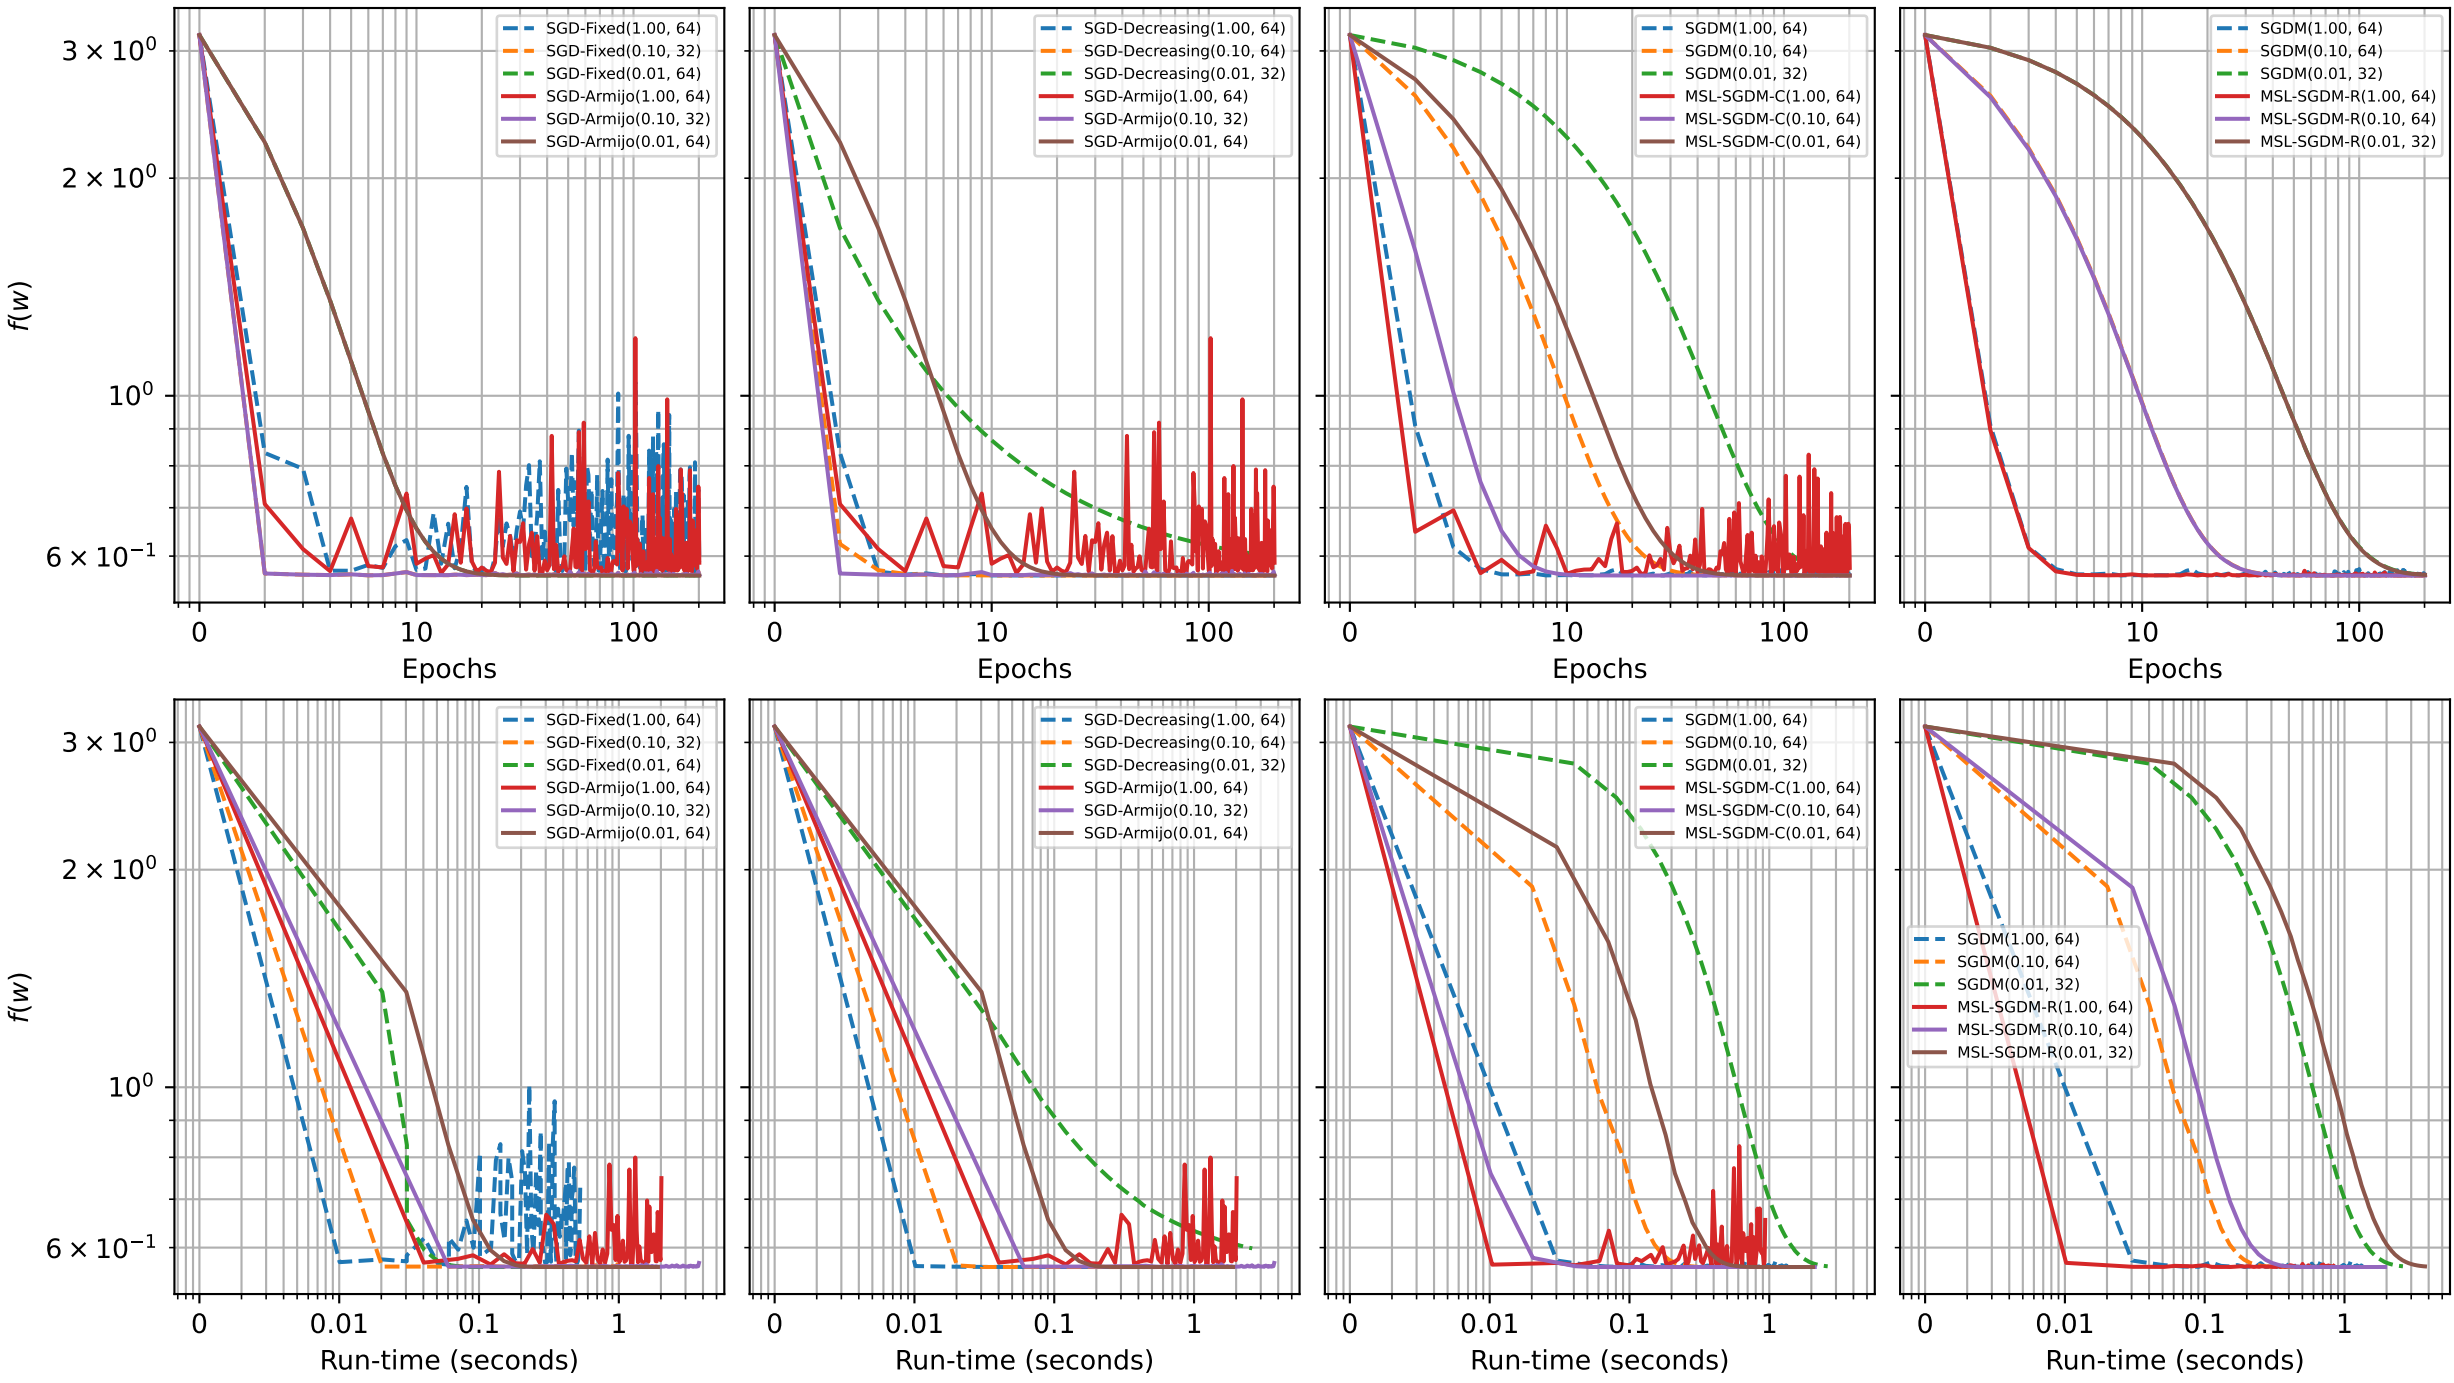 f(w)
3 × 10⁰
2 × 10⁰
10⁰
6 × 10⁻¹
SGD-Fixed(1.00, 64)
SGD-Fixed(0.10, 32)
SGD-Fixed(0.01, 64)
SGD-Armijo(1.00, 64)
SGD-Armijo(0.10, 32)
SGD-Armijo(0.01, 64)
0 10 100
Epochs
SGD-Decreasing(1.00, 64)
SGD-Decreasing(0.10, 64)
SGD-Decreasing(0.01, 32)
SGD-Armijo(1.00, 64)
SGD-Armijo(0.10, 32)
SGD-Armijo(0.01, 64)
0 10 100
Epochs
SGDM(1.00, 64)
SGDM(0.10, 64)
SGDM(0.01, 32)
MSL-SGDM-C(1.00, 64)
MSL-SGDM-C(0.10, 64)
MSL-SGDM-C(0.01, 64)
0 10 100
Epochs
SGDM(1.00, 64)
SGDM(0.10, 64)
SGDM(0.01, 32)
MSL-SGDM-R(1.00, 64)
MSL-SGDM-R(0.10, 64)
MSL-SGDM-R(0.01, 32)
0 10 100
Epochs
f(w)
3 × 10⁰
2 × 10⁰
10⁰
6 × 10⁻¹
SGD-Fixed(1.00, 64)
SGD-Fixed(0.10, 32)
SGD-Fixed(0.01, 64)
SGD-Armijo(1.00, 64)
SGD-Armijo(0.10, 32)
SGD-Armijo(0.01, 64)
0 0.01 0.1 1
Run-time (seconds)
SGD-Decreasing(1.00, 64)
SGD-Decreasing(0.10, 64)
SGD-Decreasing(0.01, 32)
SGD-Armijo(1.00, 64)
SGD-Armijo(0.10, 32)
SGD-Armijo(0.01, 64)
0 0.01 0.1 1
Run-time (seconds)
SGDM(1.00, 64)
SGDM(0.10, 64)
SGDM(0.01, 32)
MSL-SGDM-C(1.00, 64)
MSL-SGDM-C(0.10, 64)
MSL-SGDM-C(0.01, 64)
0 0.01 0.1 1
Run-time (seconds)
SGDM(1.00, 64)
SGDM(0.10, 64)
SGDM(0.01, 32)
MSL-SGDM-R(1.00, 64)
MSL-SGDM-R(0.10, 64)
MSL-SGDM-R(0.01, 32)
0 0.01 0.1 1
Run-time (seconds)